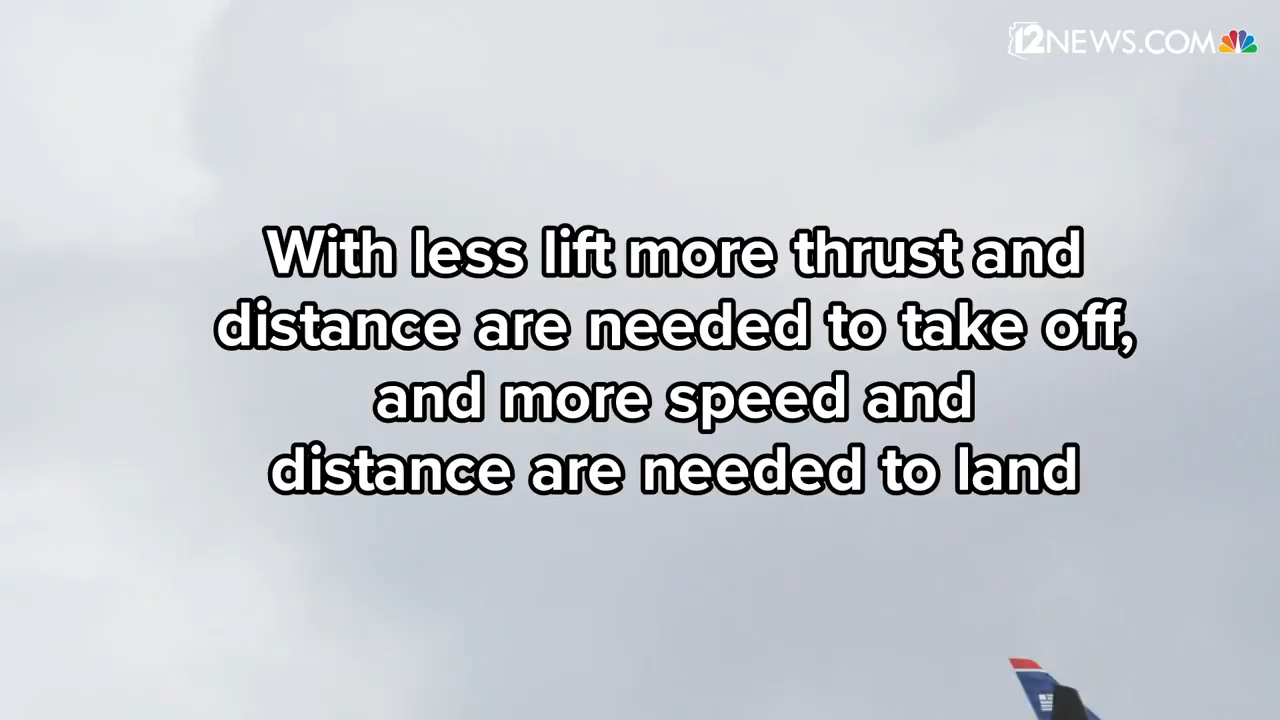 12NEWS.COM
With less lift more thrust and
distance are needed to take off,
and more speed and
distance are needed to land